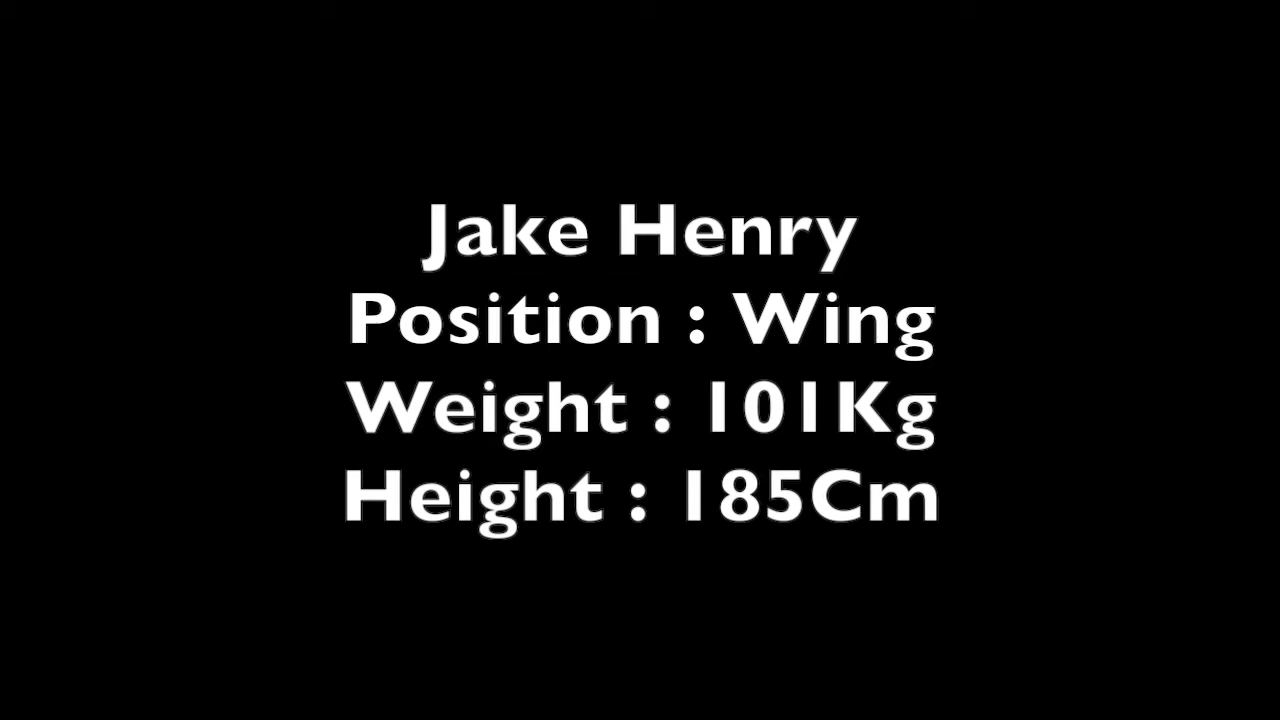 Jake Henry
Position : Wing
Weight : 101Kg
Height : 185Cm